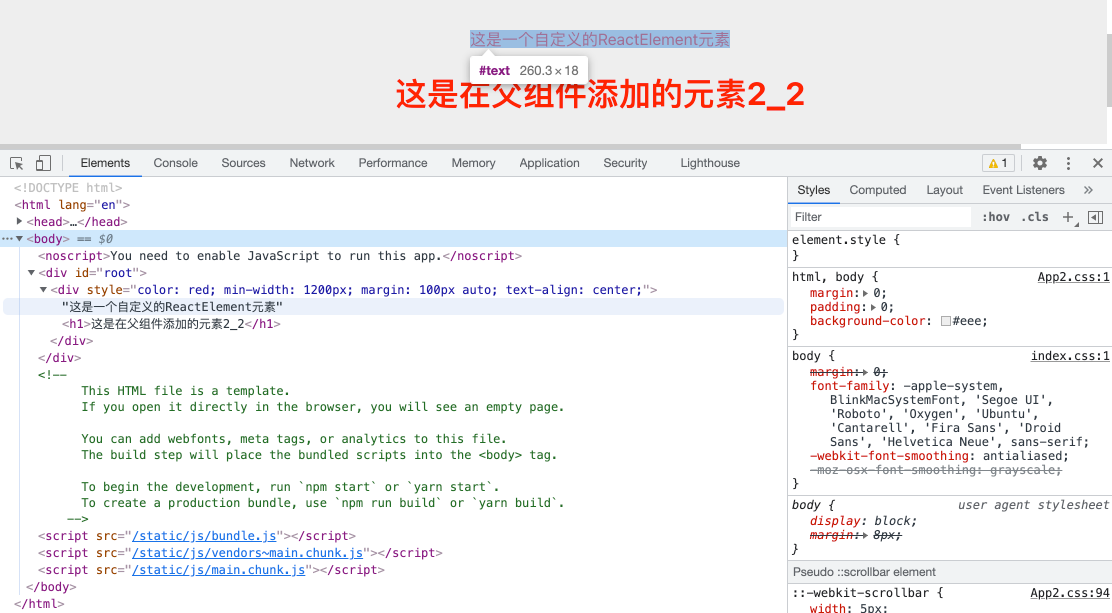 这是一个自定义的ReactElement元素
#text 260.3 × 18
这是在父组件添加的元素2_2
Elements Console Sources Network Performance Memory Application Security Lighthouse 1
<!DOCTYPE html>
<html lang="en">
<head>…</head>
<body> == $0
<noscript>You need to enable JavaScript to run this app.</noscript>
<div id="root">
<div style="color: red; min-width: 1200px; margin: 100px auto; text-align: center;">
"这是一个自定义的ReactElement元素"
<h1>这是在父组件添加的元素2_2</h1>
</div>
</div>
<!--
This HTML file is a template.
If you open it directly in the browser, you will see an empty page.
You can add webfonts, meta tags, or analytics to this file.
The build step will place the bundled scripts into the <body> tag.
To begin the development, run `npm start` or `yarn start`.
To create a production bundle, use `npm run build` or `yarn build`.
-->
<script src="/static/js/bundle.js"></script>
<script src="/static/js/vendors~main.chunk.js"></script>
<script src="/static/js/main.chunk.js"></script>
</body>
</html>
Styles Computed Layout Event Listeners »
Filter :hov .cls +
element.style {
}
html, body { App2.css:1
margin: 0;
padding: 0;
background-color: #eee;
}
body { index.css:1
margin: 0;
font-family: -apple-system,
BlinkMacSystemFont, 'Segoe UI',
'Roboto', 'Oxygen', 'Ubuntu',
'Cantarell', 'Fira Sans', 'Droid
Sans', 'Helvetica Neue', sans-serif;
-webkit-font-smoothing: antialiased;
-moz-osx-font-smoothing: grayscale;
}
body { user agent stylesheet
display: block;
margin: 8px;
}
Pseudo ::scrollbar element
::-webkit-scrollbar { App2.css:94
width: 5px;